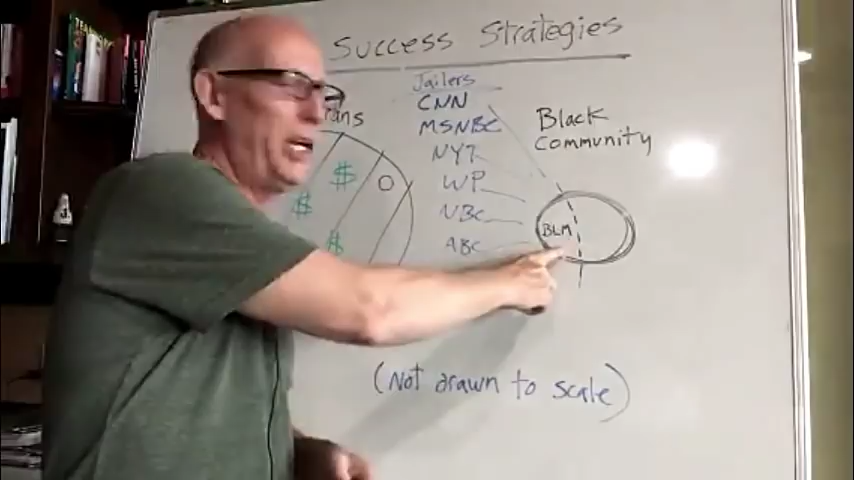 Success Strategies
Jailers
CNN
MSNBC
NYT
WP
NBC
ABC
Black
Community
$
$
$
O
BLM
(Not drawn to scale)